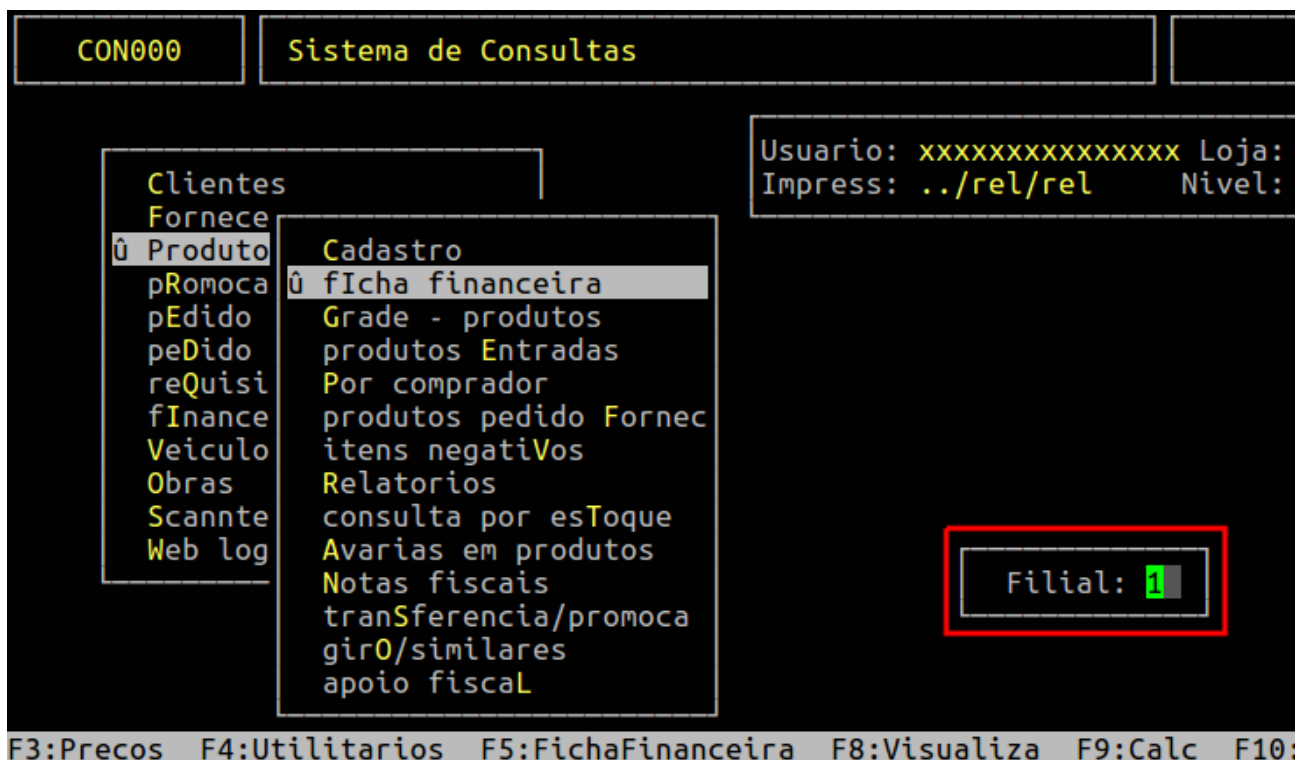 CON000
Sistema de Consultas
Usuario: xxxxxxxxxxxxxxx Loja:
Impress: ../rel/rel Nivel:
Clientes
Fornece
û Produto
pRomoca
pEdido
peDido
reQuisi
fInance
Veiculo
Obras
Scannte
Web log
Cadastro
û fIcha financeira
Grade - produtos
produtos Entradas
Por comprador
produtos pedido Fornec
itens negatiVos
Relatorios
consulta por esToque
Avarias em produtos
Notas fiscais
tranSferencia/promoca
girO/similares
apoio fiscaL
Filial: 1
F3:Precos F4:Utilitarios F5:FichaFinanceira F8:Visualiza F9:Calc F10: